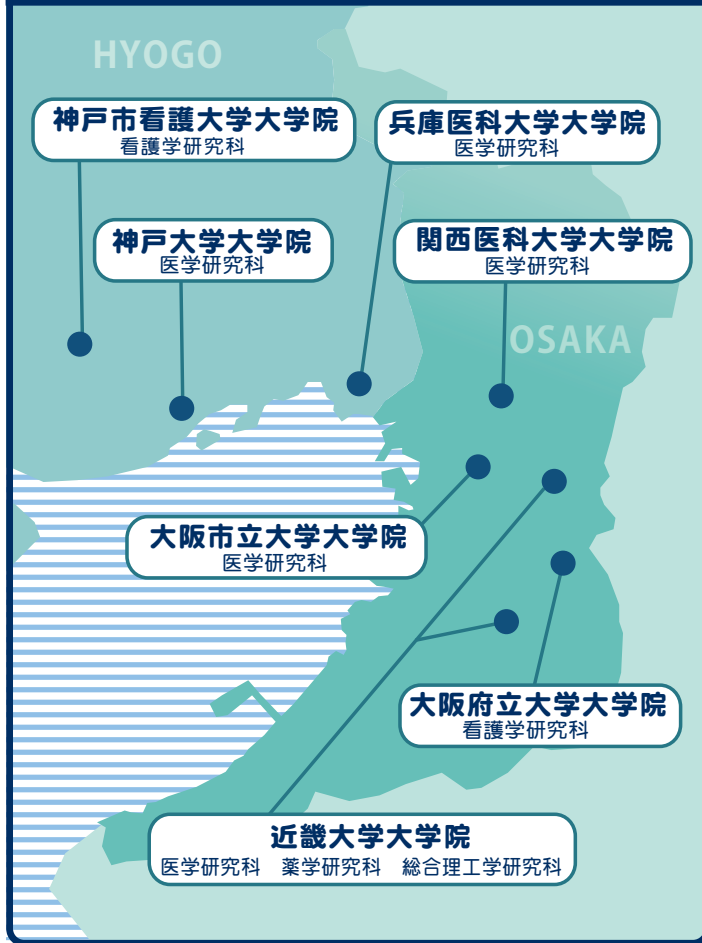 HYOGO
神戸市看護大学大学院
看護学研究科
兵庫医科大学大学院
医学研究科
神戸大学大学院
医学研究科
関西医科大学大学院
医学研究科
OSAKA
大阪市立大学大学院
医学研究科
大阪府立大学大学院
看護学研究科
近畿大学大学院
医学研究科 薬学研究科 総合理工学研究科